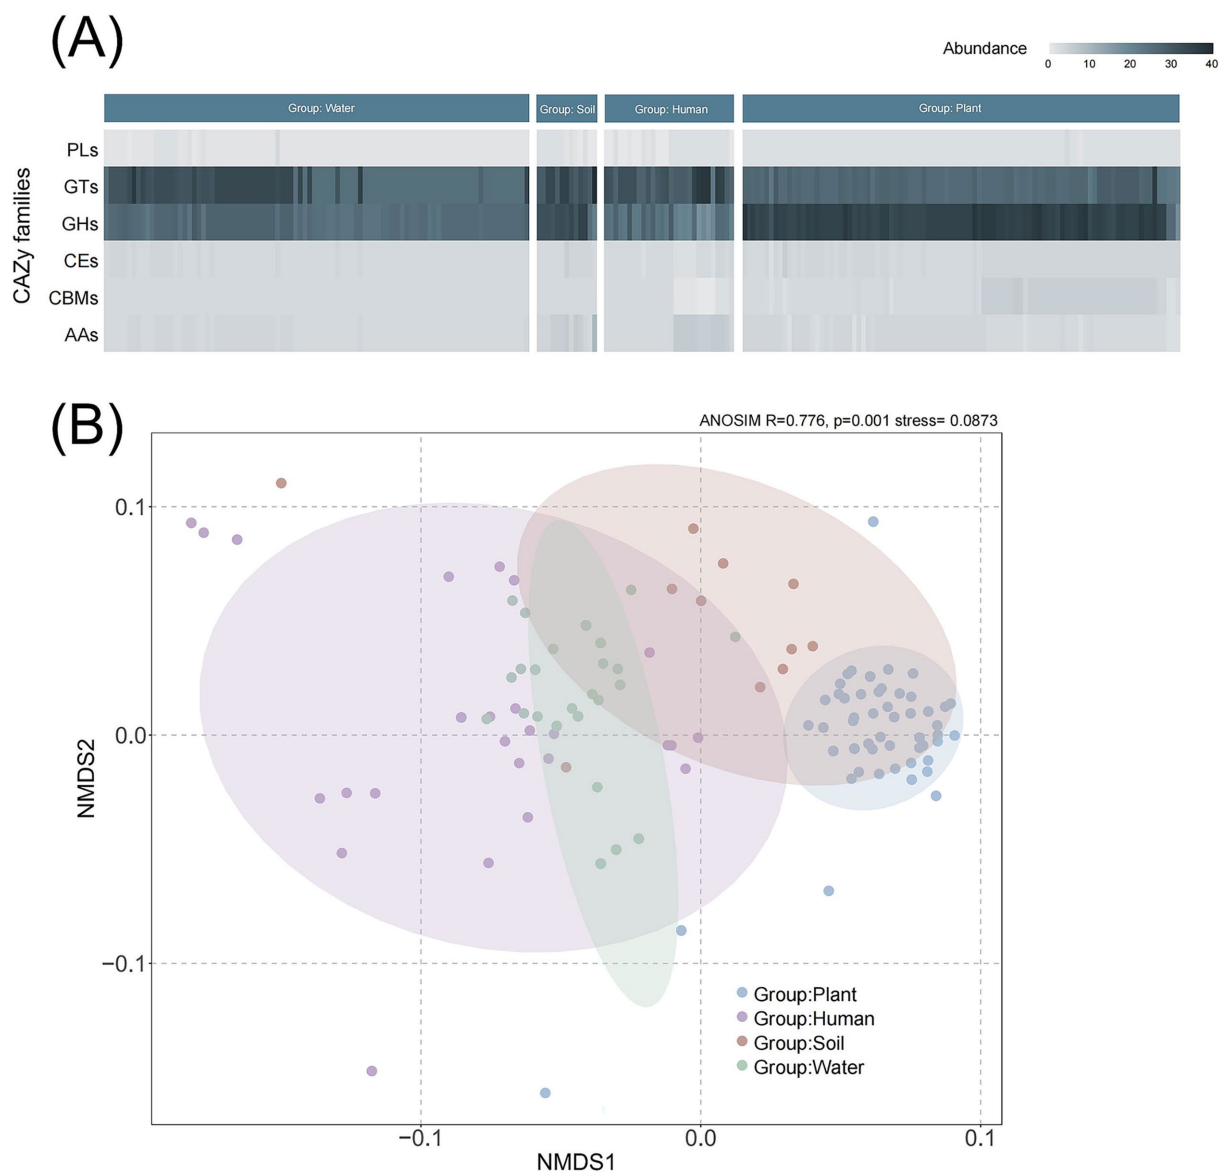 (A)
Abundance
0 10 20 30 40
Group: Water Group: Soil Group: Human Group: Plant
CAZy families
PLs
GTs
GHs
CEs
CBMs
AAs
(B)
ANOSIM R=0.776, p=0.001 stress= 0.0873
NMDS2
0.1
0.0
−0.1
Group:Plant
Group:Human
Group:Soil
Group:Water
−0.1 0.0 0.1
NMDS1